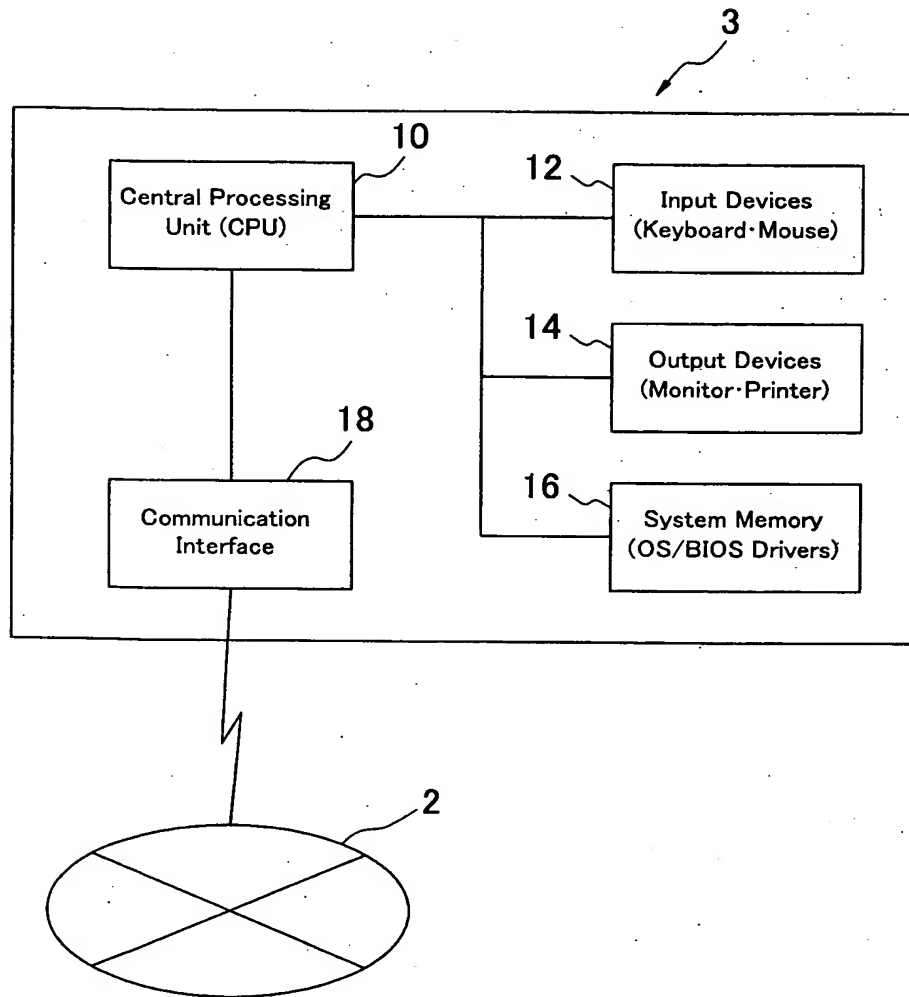 3
10
Central Processing
Unit (CPU)
12
Input Devices
(Keyboard·Mouse)
14
Output Devices
(Monitor·Printer)
18
Communication
Interface
16
System Memory
(OS/BIOS Drivers)
2